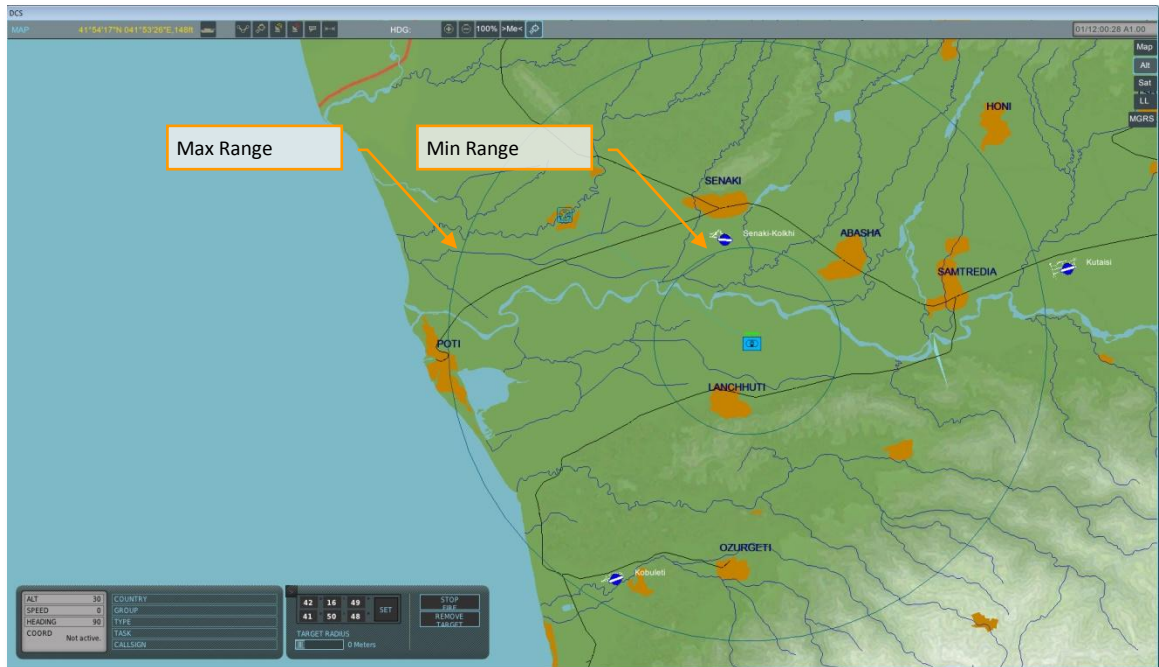 DCS
MAP
41°54'17"N 041°53'26"E,148ft
HDG:
100%
>Me<
01/12:00:28 A1.00
Map
Alt
Sat
LL
MGRS
HONI
Max Range
Min Range
SENAKI
Senaki-Kolkhi
ABASHA
Kutaisi
SAMTREDIA
POTI
LANCHHUTI
OZURGETI
Kobuleti
ALT 30
SPEED 0
HEADING 90
COORD Not active.
COUNTRY
GROUP
TYPE
TASK
CALLSIGN
42 16 49
41 50 48
SET
TARGET RADIUS
0 Meters
STOP
FIRE
REMOVE
TARGET